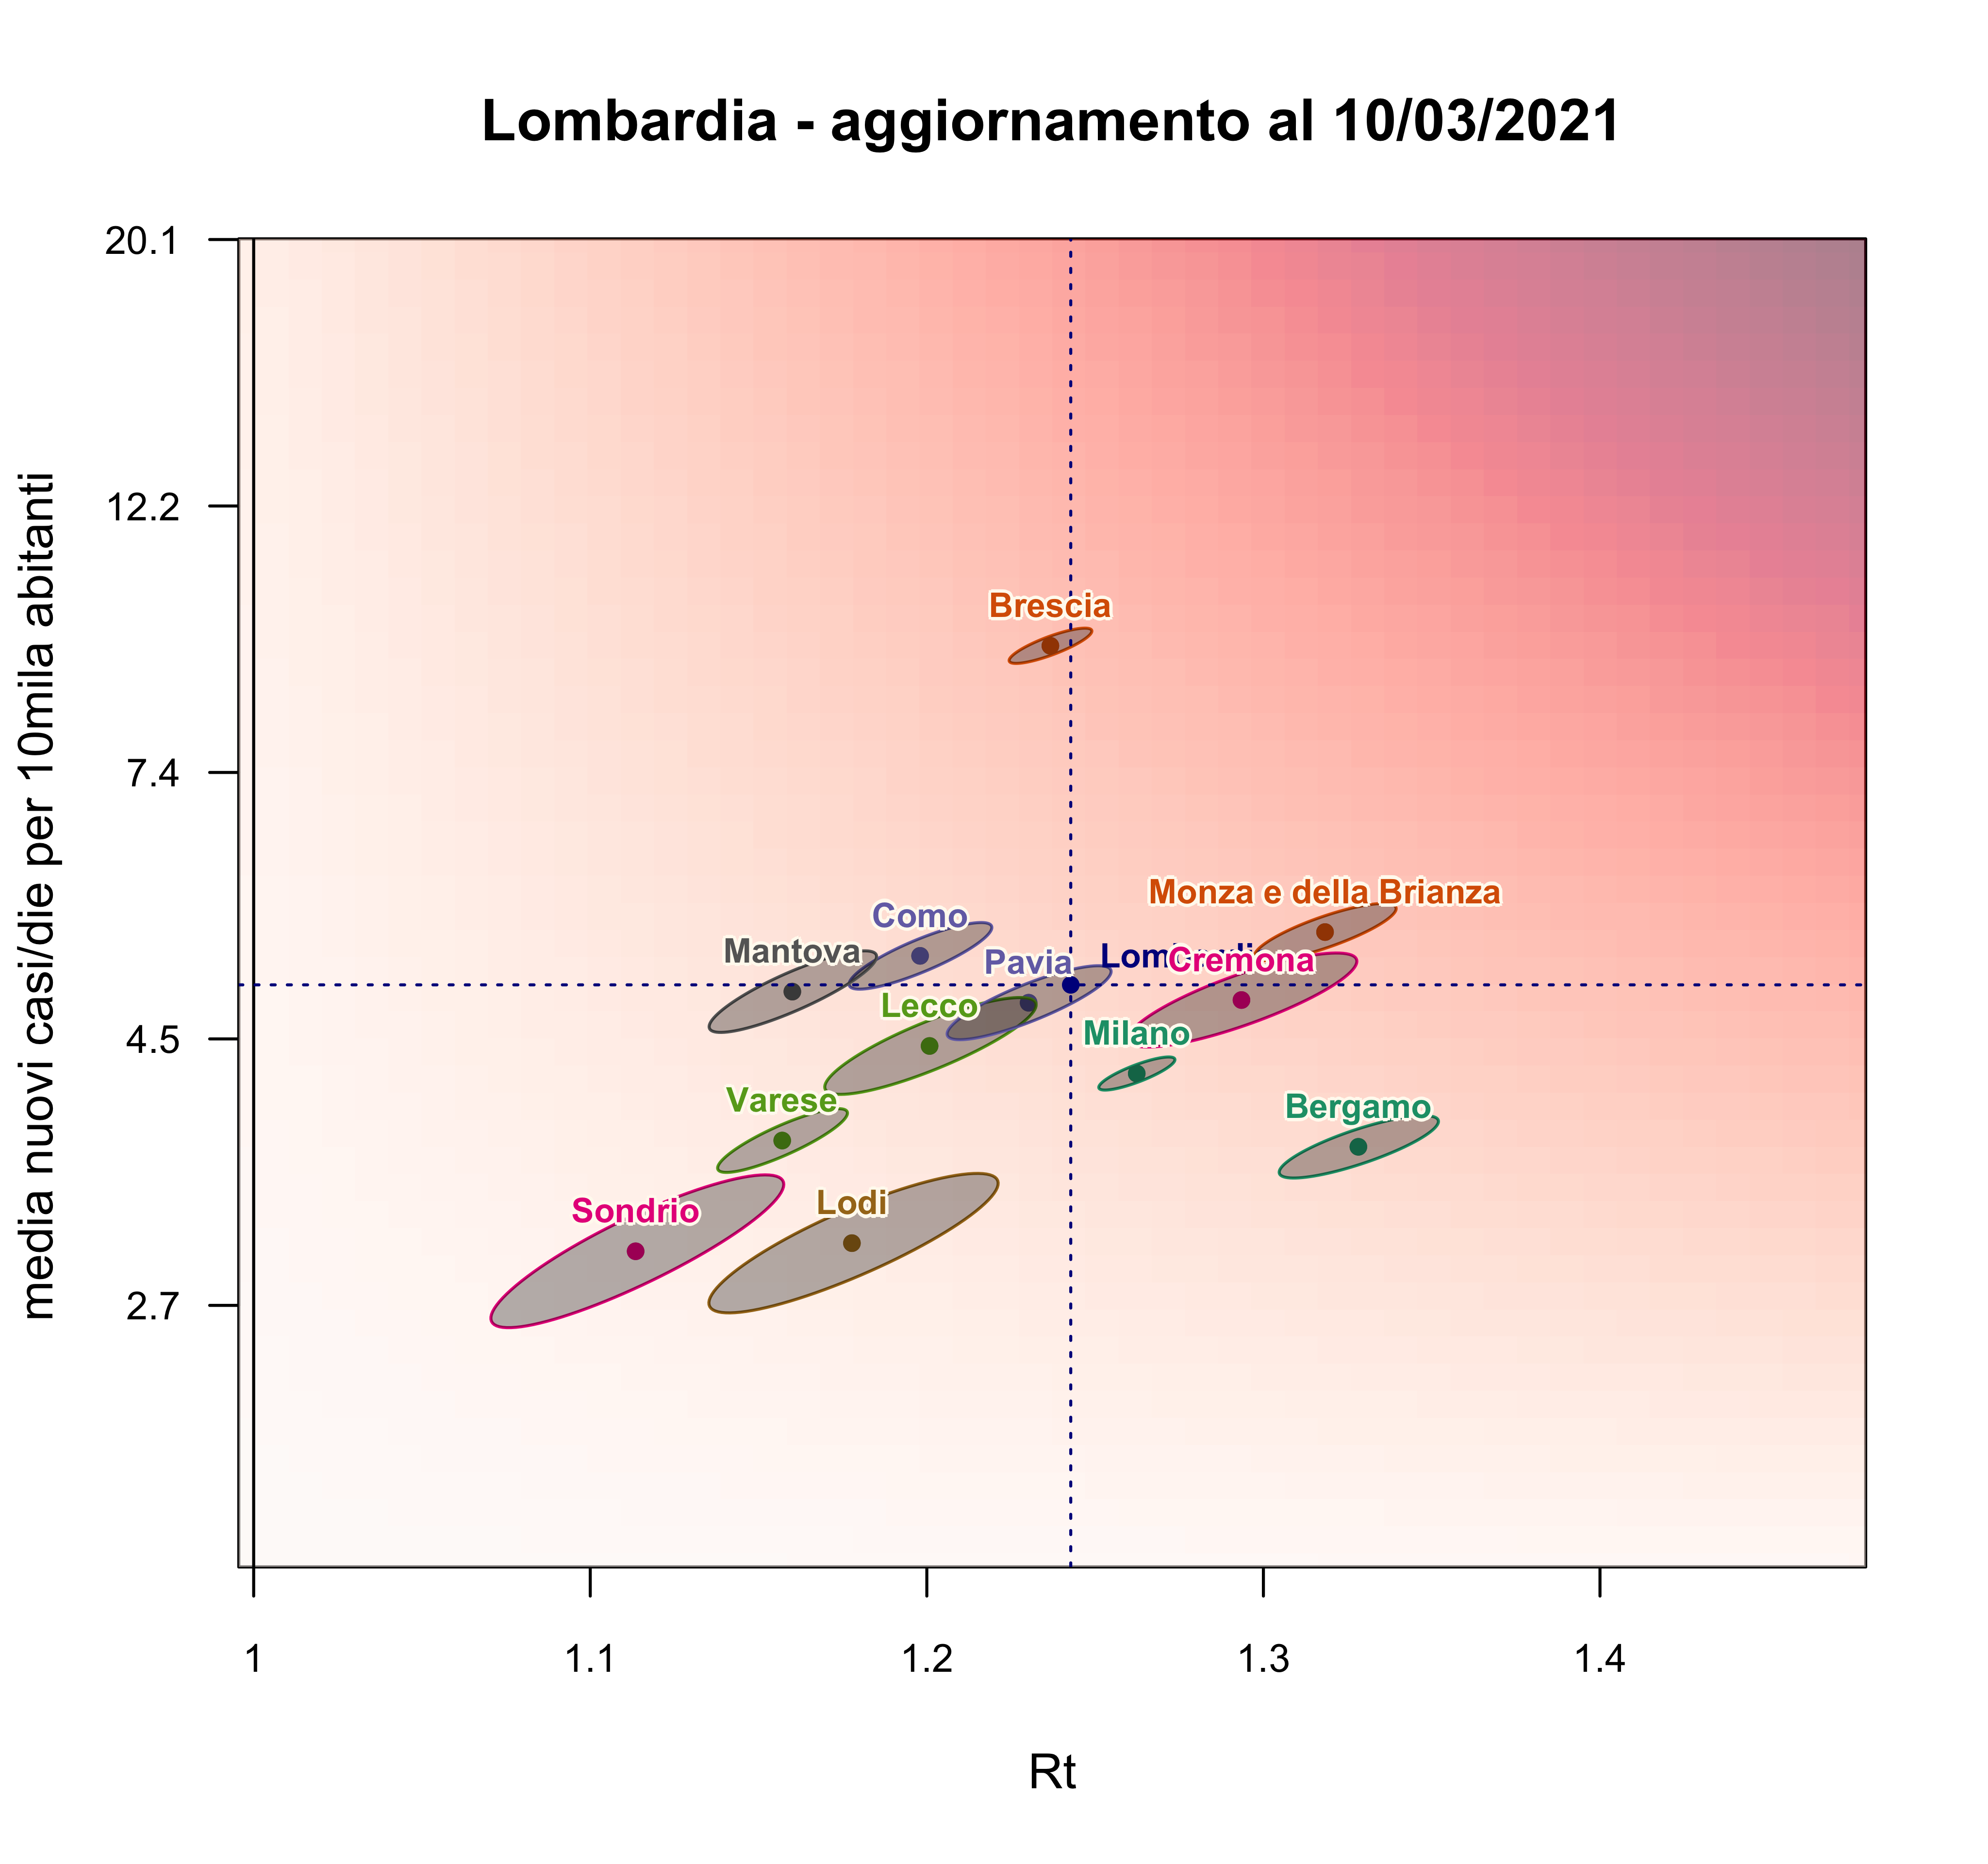 Lombardia - aggiornamento al 10/03/2021
media nuovi casi/die per 10mila abitanti
20.1
12.2
7.4
4.5
2.7
Brescia
Monza e della Brianza
Como
Mantova
Pavia
Cremona
Lecco
Milano
Varese
Bergamo
Sondrio
Lodi
1
1.1
1.2
1.3
1.4
Rt